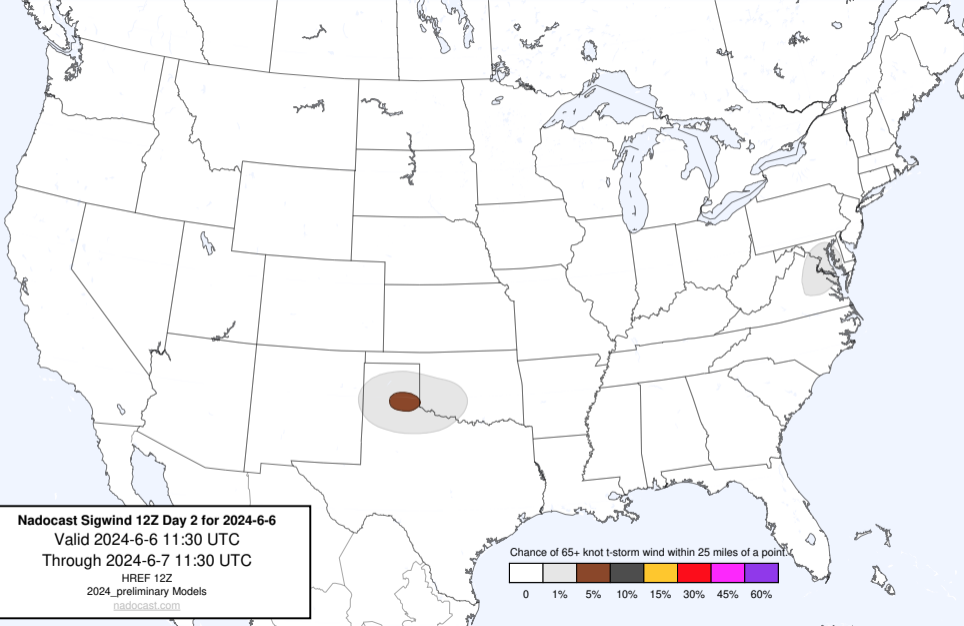 Nadocast Sigwind 12Z Day 2 for 2024-6-6
Valid 2024-6-6 11:30 UTC
Through 2024-6-7 11:30 UTC
HREF 12Z
2024_preliminary Models
nadocast.com
Chance of 65+ knot t-storm wind within 25 miles of a point.
0 1% 5% 10% 15% 30% 45% 60%